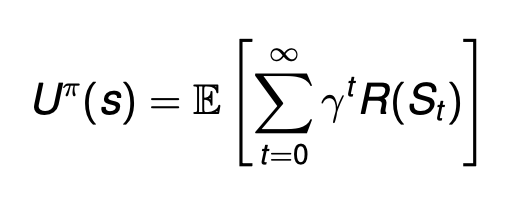 U^π(s) = 𝔼[∑_{t=0}^{∞} γ^t R(S_t)]